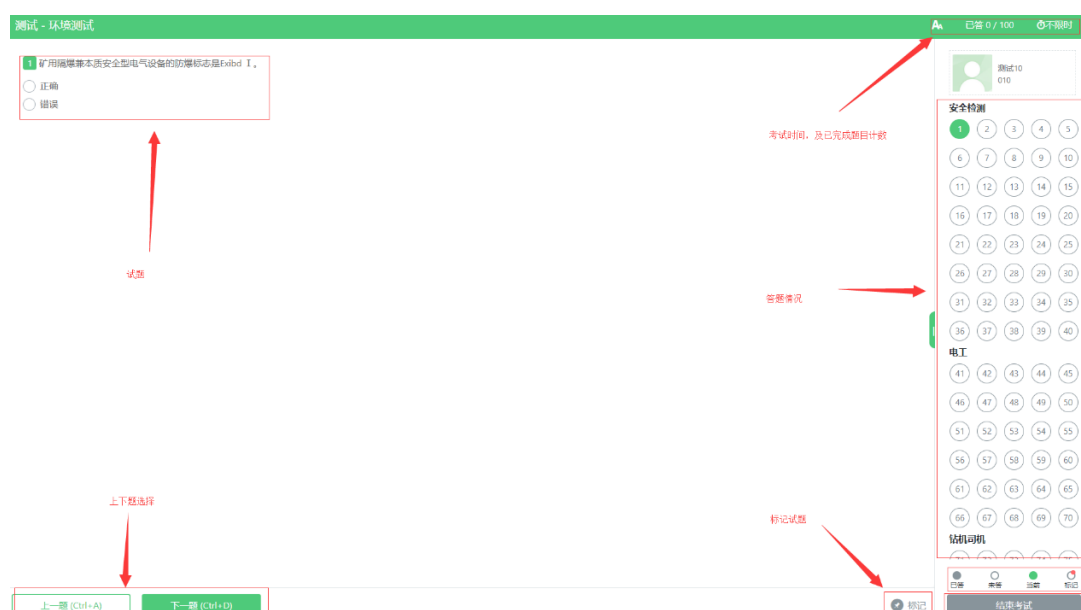 测试 - 环境测试
AA 已答 0 / 100 不限时
1 矿用隔爆兼本质安全型电气设备的防爆标志是Exibd I 。
正确
错误
测试10
010
考试时间、及已完成题目计数
安全检测
1 2 3 4 5
6 7 8 9 10
11 12 13 14 15
16 17 18 19 20
21 22 23 24 25
试题
26 27 28 29 30
答题情况
31 32 33 34 35
36 37 38 39 40
电工
41 42 43 44 45
46 47 48 49 50
51 52 53 54 55
56 57 58 59 60
61 62 63 64 65
上下题选择
66 67 68 69 70
标记试题
钻机司机
已答 未答 当前 标记
上一题 (Ctrl+A) 下一题 (Ctrl+D)
标记
结束考试